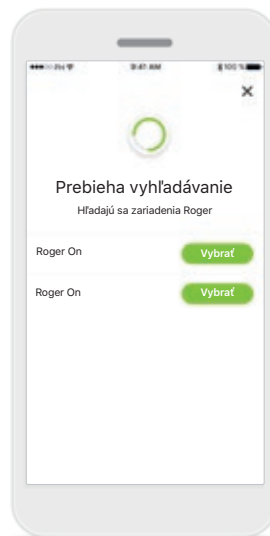 9:41 AM
100 %
Prebieha vyhľadávanie
Hľadajú sa zariadenia Roger
Roger On
Vybrať
Roger On
Vybrať